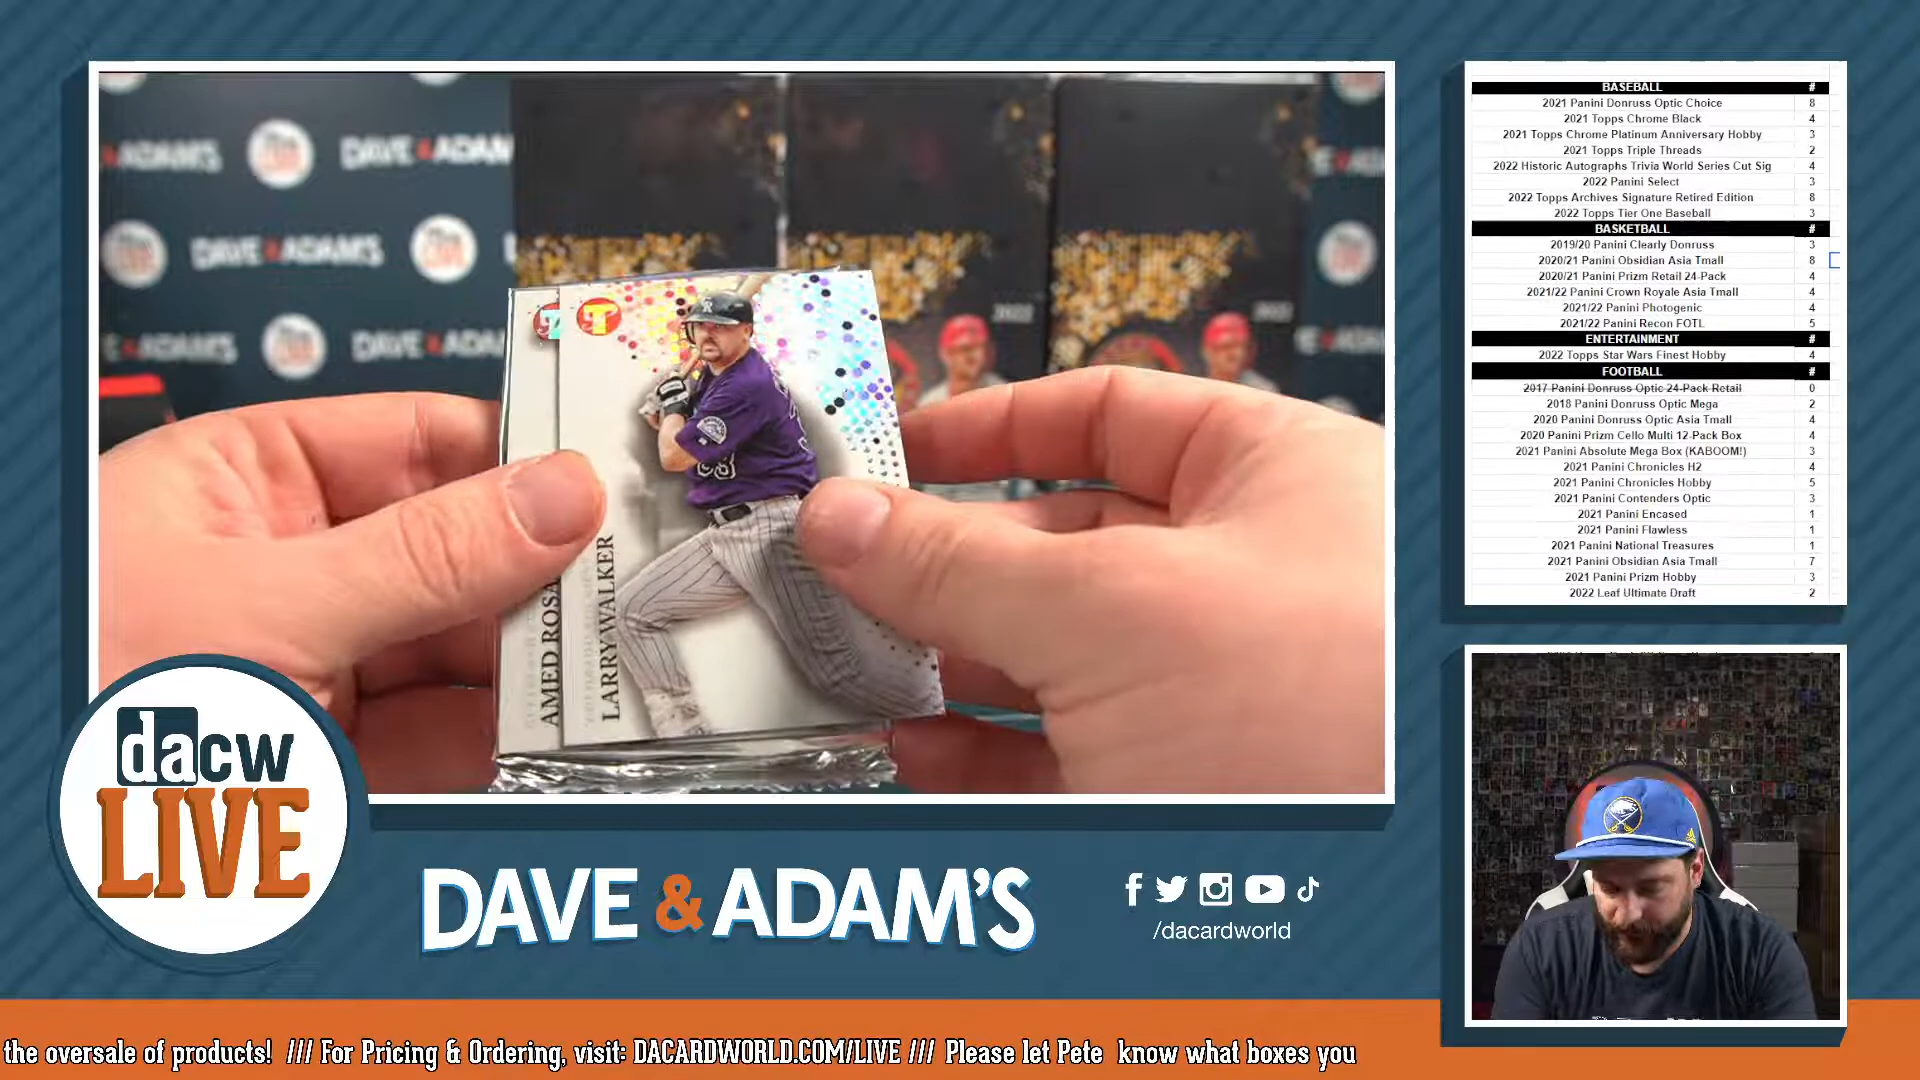 DAVE & ADAM
DAVE & ADAMS
DAVE & ADAM
& ADAMS
2022
2022
AMED ROSA
LARRY WALKER
33
BASEBALL #
2021 Panini Donruss Optic Choice 8
2021 Topps Chrome Black 4
2021 Topps Chrome Platinum Anniversary Hobby 3
2021 Topps Triple Threads 2
2022 Historic Autographs Trivia World Series Cut Sig 4
2022 Panini Select 3
2022 Topps Archives Signature Retired Edition 8
2022 Topps Tier One Baseball 3
BASKETBALL #
2019/20 Panini Clearly Donruss 3
2020/21 Panini Obsidian Asia Tmall 8
2020/21 Panini Prizm Retail 24-Pack 4
2021/22 Panini Crown Royale Asia Tmall 4
2021/22 Panini Photogenic 4
2021/22 Panini Recon FOTL 5
ENTERTAINMENT #
2022 Topps Star Wars Finest Hobby 4
FOOTBALL #
2017 Panini Donruss Optic 24-Pack Retail 0
2018 Panini Donruss Optic Mega 2
2020 Panini Donruss Optic Asia Tmall 4
2020 Panini Prizm Cello Multi 12-Pack Box 4
2021 Panini Absolute Mega Box (KABOOM!) 3
2021 Panini Chronicles H2 4
2021 Panini Chronicles Hobby 5
2021 Panini Contenders Optic 3
2021 Panini Encased 1
2021 Panini Flawless 1
2021 Panini National Treasures 1
2021 Panini Obsidian Asia Tmall 7
2021 Panini Prizm Hobby 3
2022 Leaf Ultimate Draft 2
dacw
LIVE
DAVE & ADAM'S
/dacardworld
the oversale of products! /// For Pricing & Ordering, visit: DACARDWORLD.COM/LIVE /// Please let Pete know what boxes you